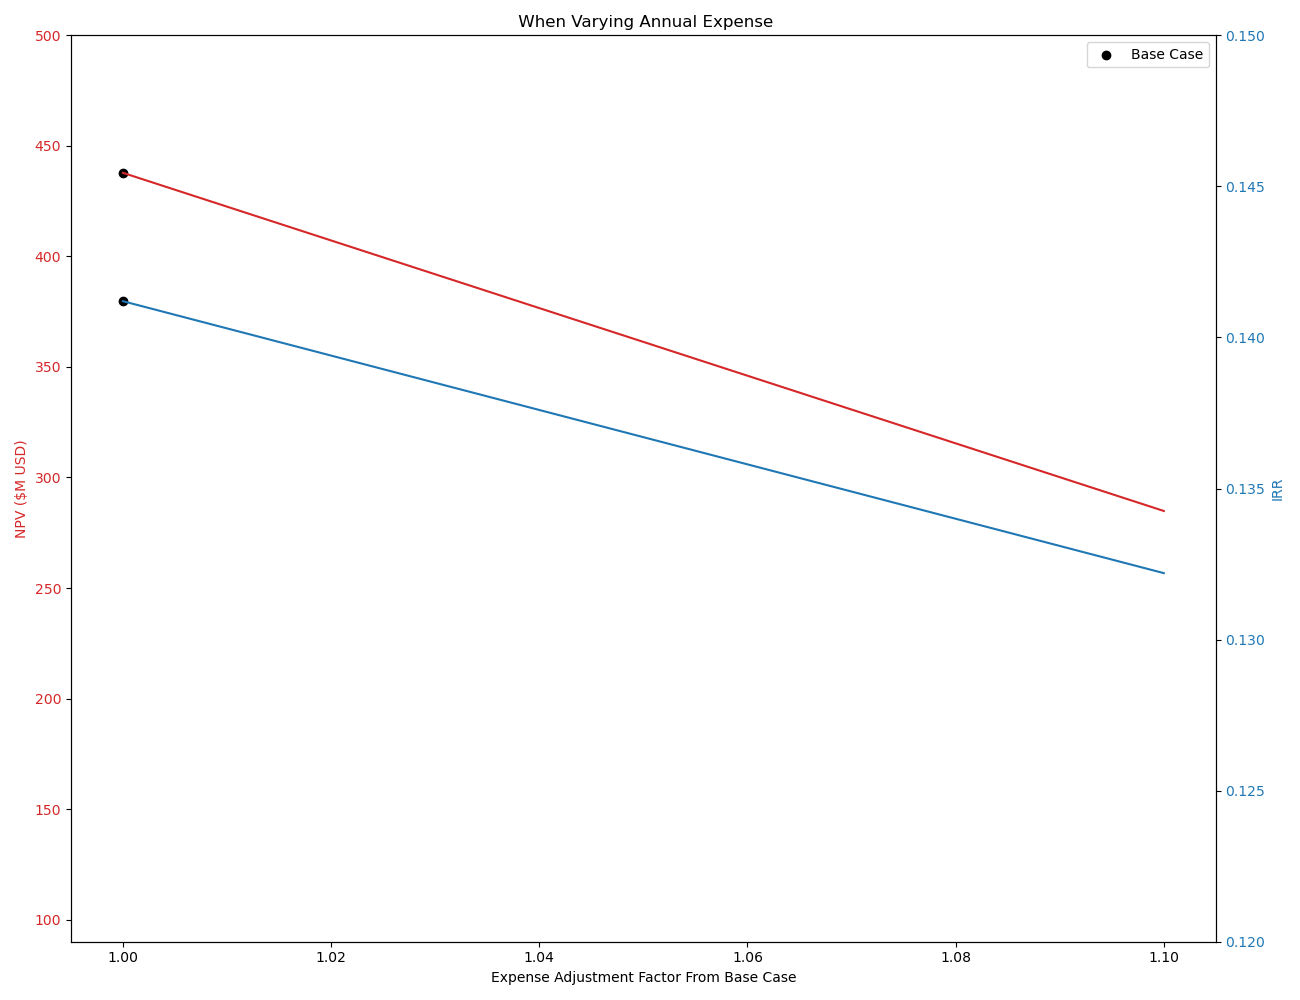 When Varying Annual Expense
Base Case
500
450
400
350
300
250
200
150
100
NPV ($M USD)
0.150
0.145
0.140
0.135
0.130
0.125
0.120
IRR
1.00 1.02 1.04 1.06 1.08 1.10
Expense Adjustment Factor From Base Case